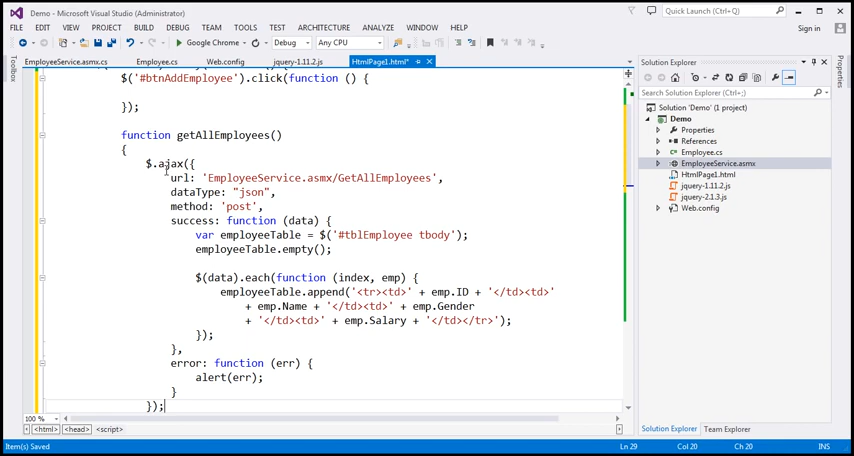 Demo - Microsoft Visual Studio (Administrator)
Quick Launch (Ctrl+Q)
FILE EDIT VIEW PROJECT BUILD DEBUG TEAM TOOLS TEST ARCHITECTURE ANALYZE WINDOW HELP
Sign in
Google Chrome Debug Any CPU
Toolbox
EmployeeService.asmx.cs Employee.cs Web.config jquery-1.11.2.js HtmlPage1.html*
$('#btnAddEmployee').click(function () {
});
function getAllEmployees()
{
$.ajax({
url: 'EmployeeService.asmx/GetAllEmployees',
dataType: "json",
method: 'post',
success: function (data) {
var employeeTable = $('#tblEmployee tbody');
employeeTable.empty();
$(data).each(function (index, emp) {
employeeTable.append('<tr><td>' + emp.ID + '</td><td>'
+ emp.Name + '</td><td>' + emp.Gender
+ '</td><td>' + emp.Salary + '</td></tr>');
});
},
error: function (err) {
alert(err);
}
});
100 %
<html> <head> <script>
Solution Explorer
Search Solution Explorer (Ctrl+;)
Solution 'Demo' (1 project)
Demo
Properties
References
Employee.cs
EmployeeService.asmx
HtmlPage1.html
jquery-1.11.2.js
jquery-2.1.3.js
Web.config
Solution Explorer Team Explorer
Properties
Item(s) Saved Ln 29 Col 20 Ch 20 INS